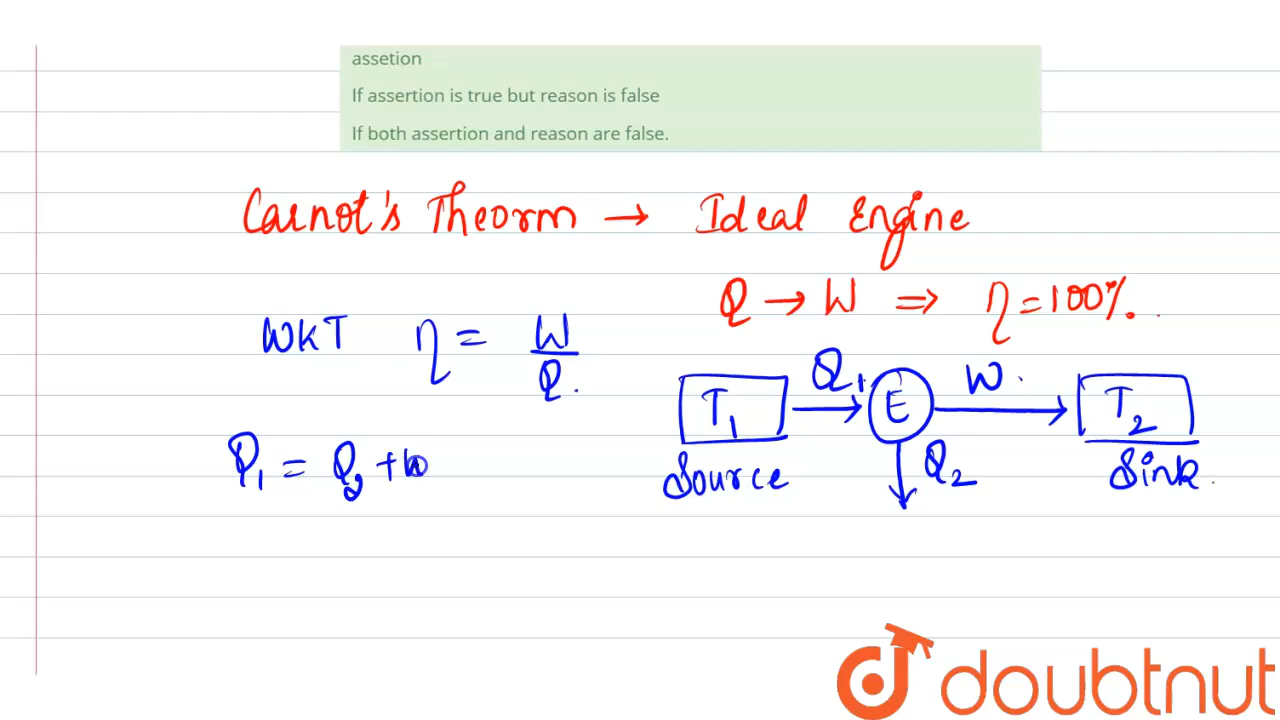 assetion
If assertion is true but reason is false
If both assertion and reason are false.
Carnot's Theorm → Ideal Engine
Q → W ⇒ η = 100%.
WKT η = W/Q.
T1 Q1 E W T2
Source Q2 Sink
Q1 = Q2 + W
doubtnut